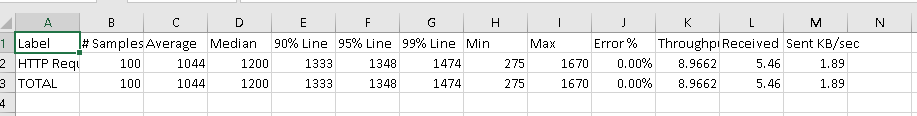 A B C D E F G H I J K L M N
1 Label # Samples Average Median 90% Line 95% Line 99% Line Min Max Error % Throughpu Received Sent KB/sec
2 HTTP Requ 100 1044 1200 1333 1348 1474 275 1670 0.00% 8.9662 5.46 1.89
3 TOTAL 100 1044 1200 1333 1348 1474 275 1670 0.00% 8.9662 5.46 1.89
4